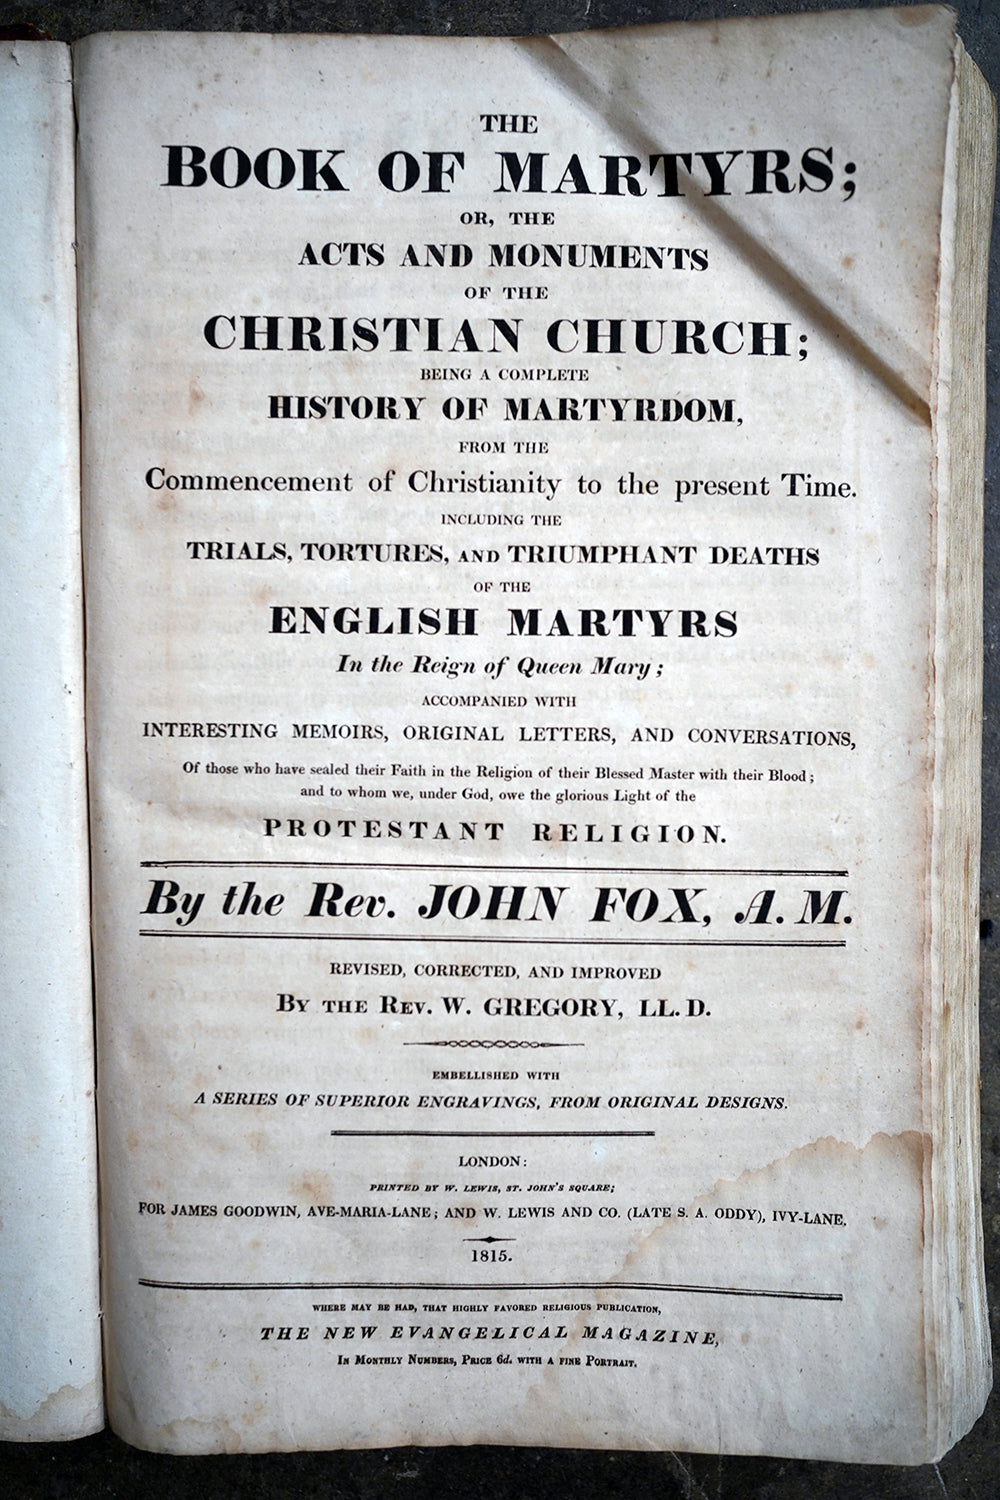 THE
BOOK OF MARTYRS;
OR, THE
ACTS AND MONUMENTS
OF THE
CHRISTIAN CHURCH;
BEING A COMPLETE
HISTORY OF MARTYRDOM,
FROM THE
Commencement of Christianity to the present Time.
INCLUDING THE
TRIALS, TORTURES, AND TRIUMPHANT DEATHS
OF THE
ENGLISH MARTYRS
In the Reign of Queen Mary;
ACCOMPANIED WITH
INTERESTING MEMOIRS, ORIGINAL LETTERS, AND CONVERSATIONS,
Of those who have sealed their Faith in the Religion of their Blessed Master with their Blood;
and to whom we, under God, owe the glorious Light of the
PROTESTANT RELIGION.
By the Rev. JOHN FOX, A. M.
REVISED, CORRECTED, AND IMPROVED
BY THE REV. W. GREGORY, LL. D.
EMBELLISHED WITH
A SERIES OF SUPERIOR ENGRAVINGS, FROM ORIGINAL DESIGNS.
LONDON:
PRINTED BY W. LEWIS, ST. JOHN'S SQUARE;
FOR JAMES GOODWIN, AVE-MARIA-LANE; AND W. LEWIS AND CO. (LATE S. A. ODDY), IVY-LANE.
1815.
WHERE MAY BE HAD, THAT HIGHLY FAVORED RELIGIOUS PUBLICATION,
THE NEW EVANGELICAL MAGAZINE,
IN MONTHLY NUMBERS, PRICE 6d. WITH A FINE PORTRAIT.